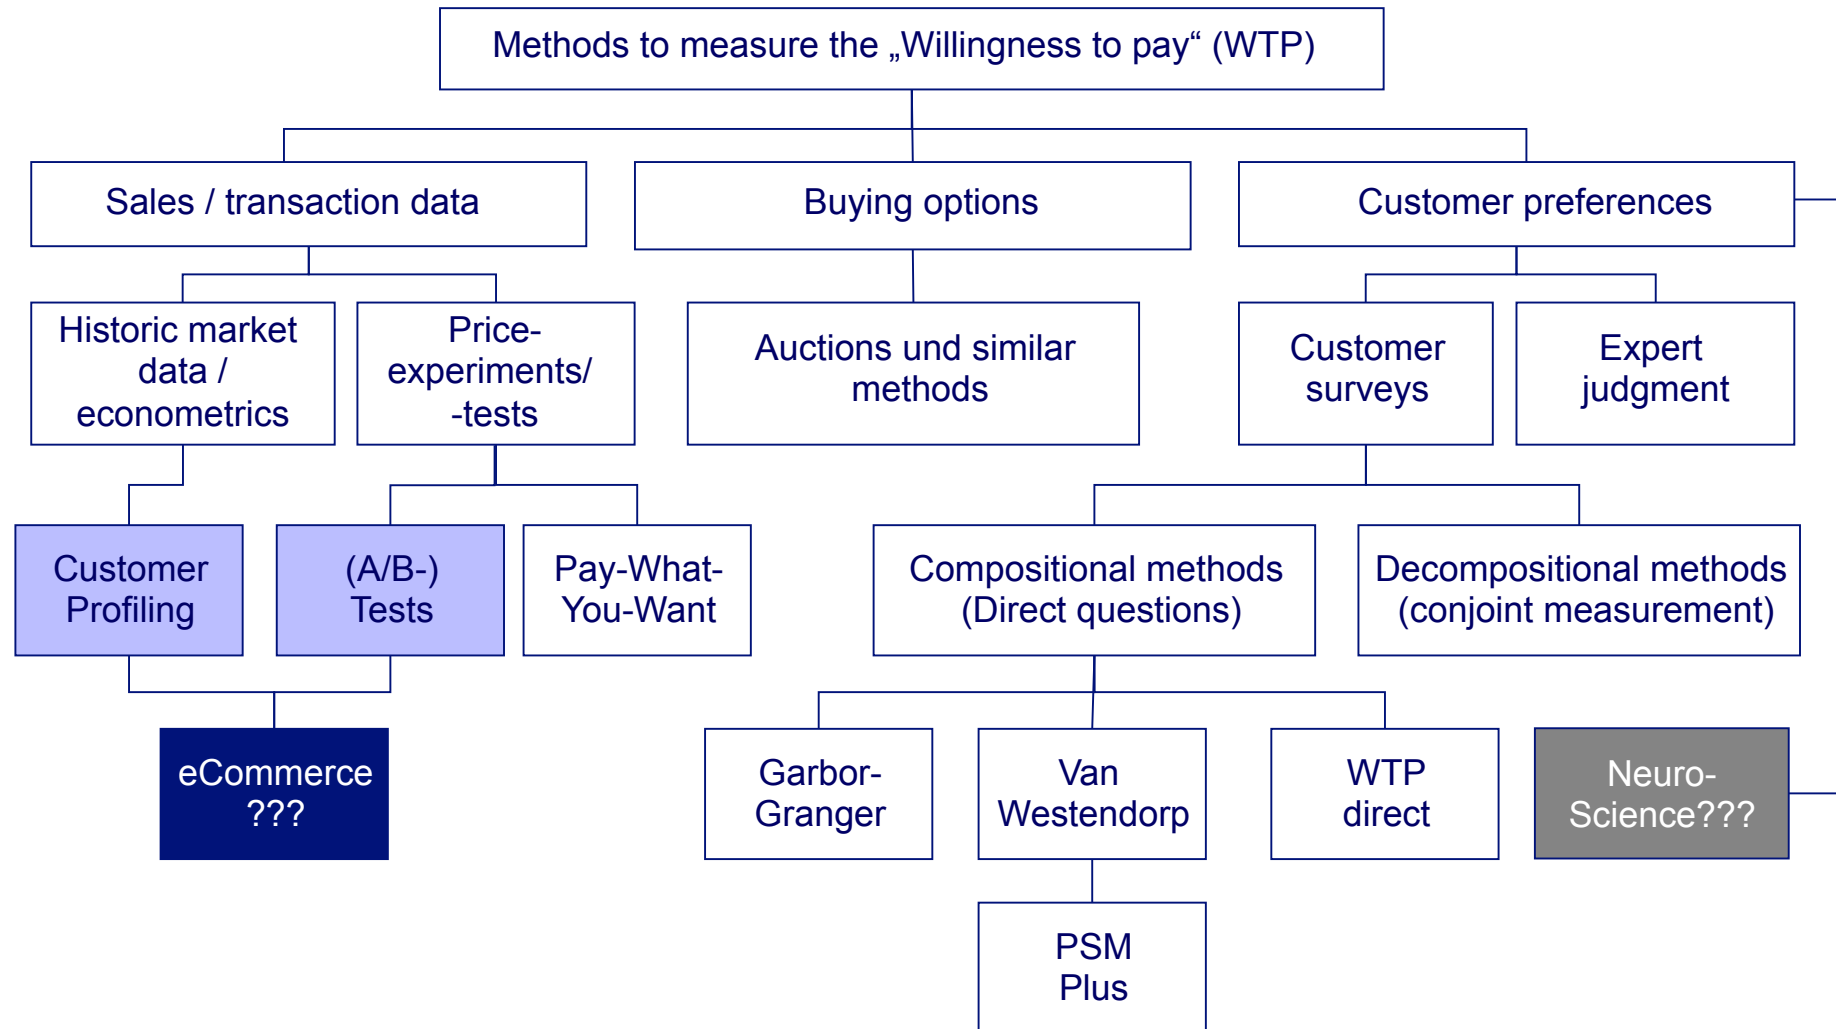 Methods to measure the „Willingness to pay“ (WTP)
Sales / transaction data
Buying options
Customer preferences
Historic market
data /
econometrics
Price-
experiments/
-tests
Auctions und similar
methods
Customer
surveys
Expert
judgment
Customer
Profiling
(A/B-)
Tests
Pay-What-
You-Want
Compositional methods
(Direct questions)
Decompositional methods
(conjoint measurement)
eCommerce
???
Garbor-
Granger
Van
Westendorp
WTP
direct
Neuro-
Science???
PSM
Plus